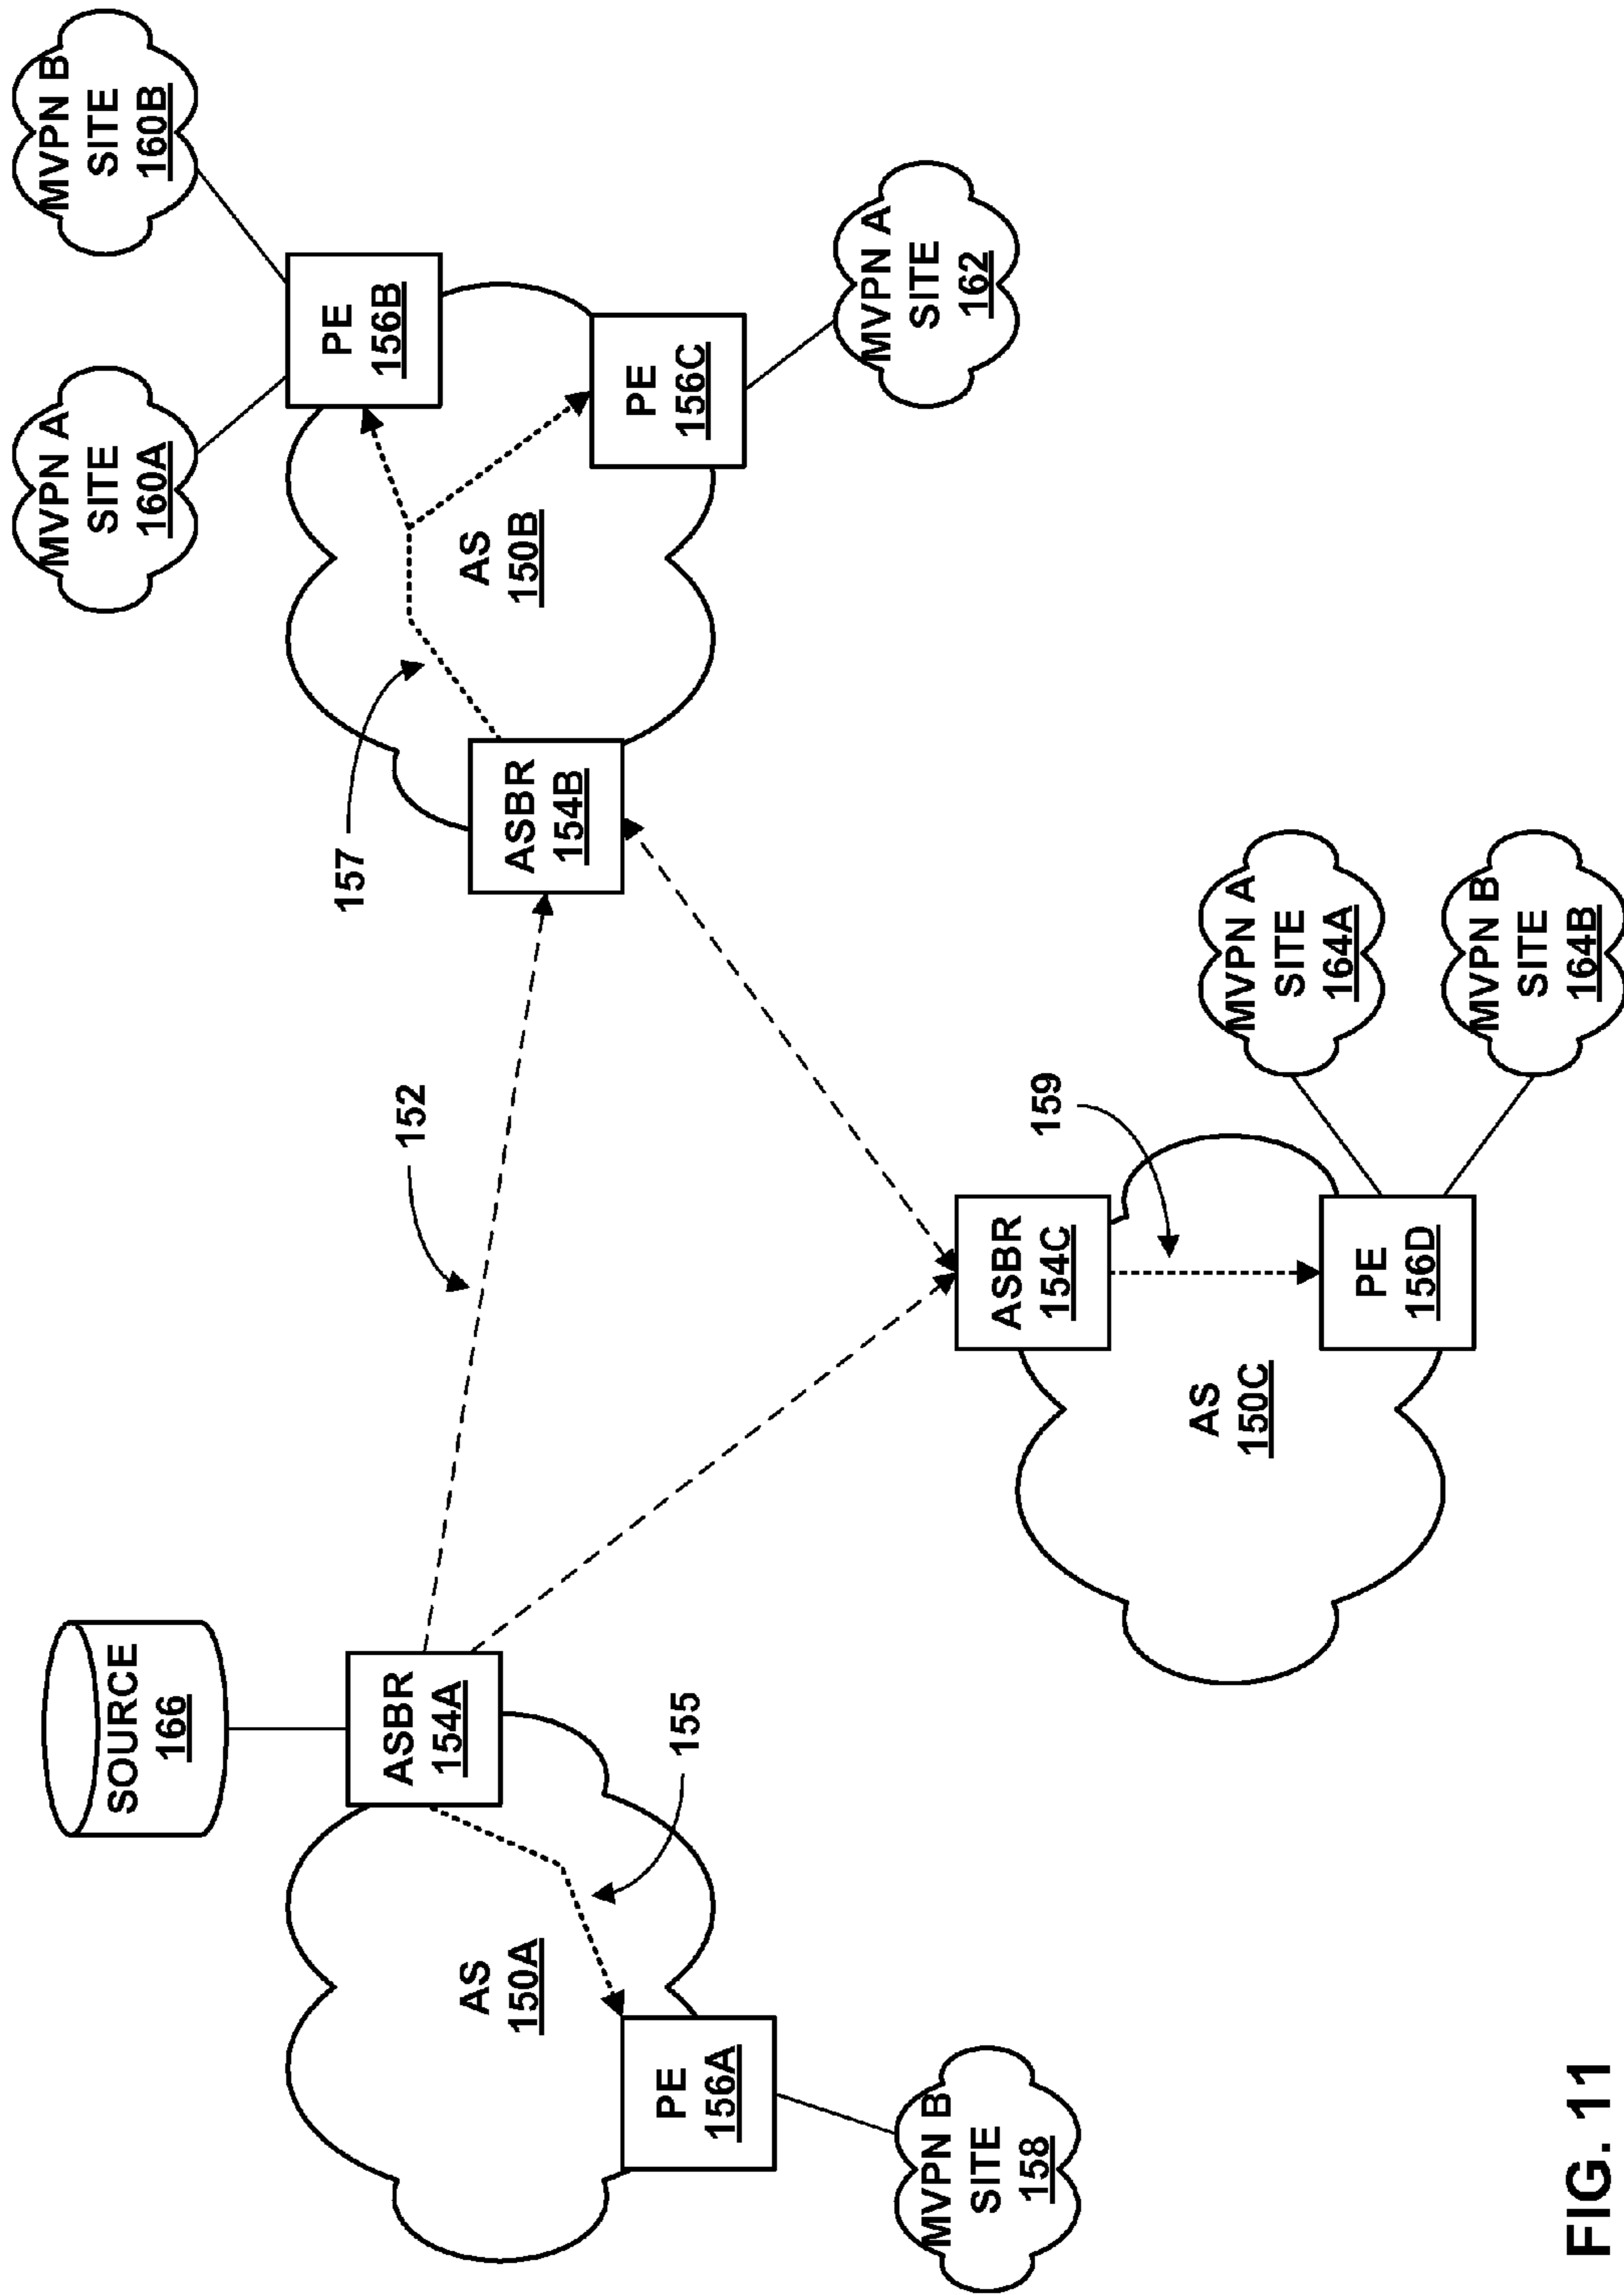 SOURCE
166
MVPN A
SITE
160A
MVPN B
SITE
160B
ASBR
154A
152
157
PE
156B
AS
150A
155
ASBR
154B
AS
150B
PE
156C
PE
156A
MVPN B
SITE
158
MVPN A
SITE
162
ASBR
154C
159
AS
150C
PE
156D
MVPN A
SITE
164A
MVPN B
SITE
164B
FIG. 11